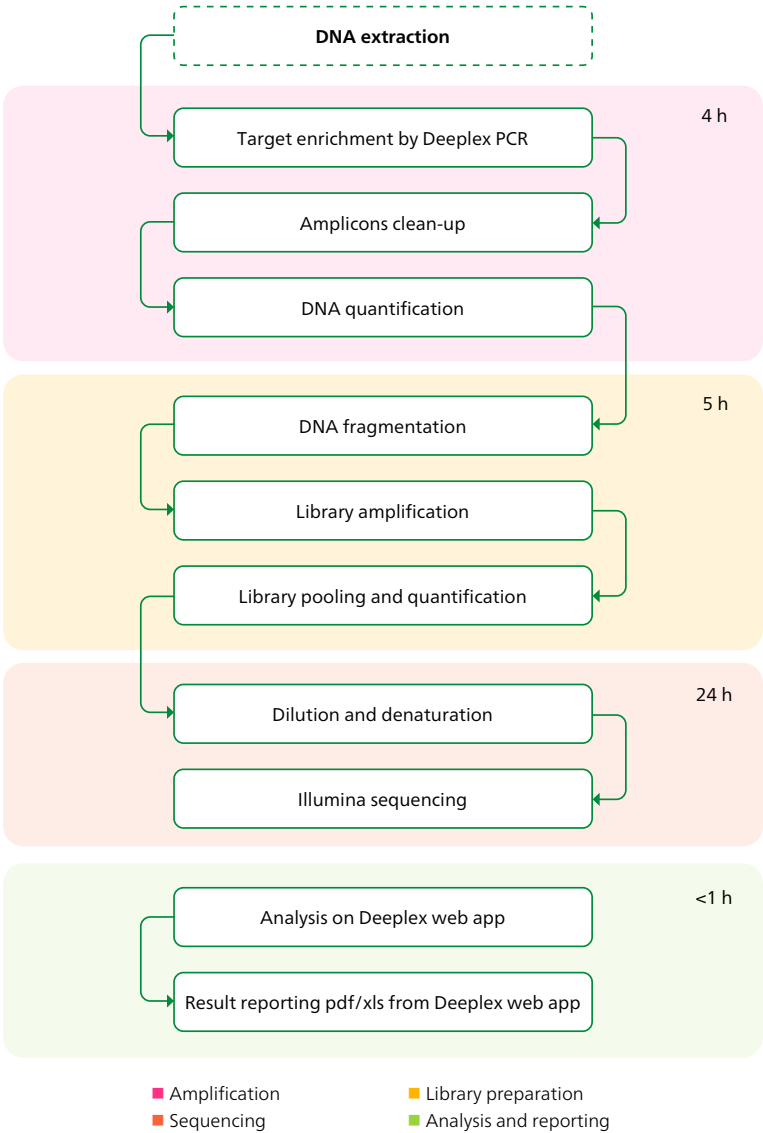 DNA extraction
4 h
Target enrichment by Deeplex PCR
Amplicons clean-up
DNA quantification
5 h
DNA fragmentation
Library amplification
Library pooling and quantification
24 h
Dilution and denaturation
Illumina sequencing
<1 h
Analysis on Deeplex web app
Result reporting pdf/xls from Deeplex web app
Amplification
Library preparation
Sequencing
Analysis and reporting